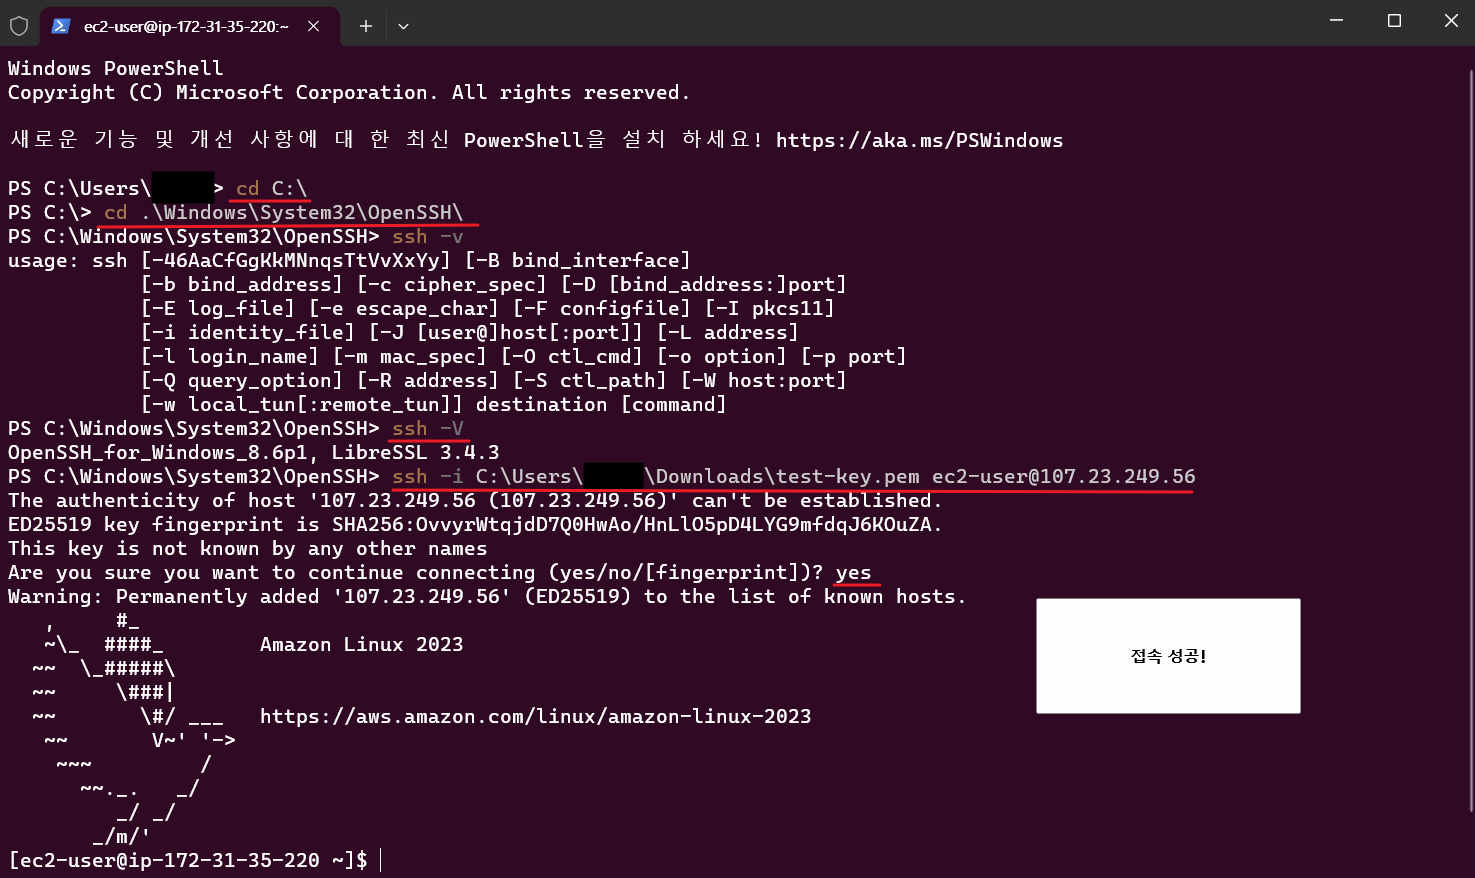 ec2-user@ip-172-31-35-220:~
Windows PowerShell
Copyright (C) Microsoft Corporation. All rights reserved.
새로운 기능 및 개선 사항에 대 한 최신 PowerShell을 설치 하세요! https://aka.ms/PSWindows
PS C:\Users\> cd C:\
PS C:\> cd .\Windows\System32\OpenSSH\
PS C:\Windows\System32\OpenSSH> ssh -v
usage: ssh [-46AaCfGgKkMNnqsTtVvXxYy] [-B bind_interface]
           [-b bind_address] [-c cipher_spec] [-D [bind_address:]port]
           [-E log_file] [-e escape_char] [-F configfile] [-I pkcs11]
           [-i identity_file] [-J [user@]host[:port]] [-L address]
           [-l login_name] [-m mac_spec] [-O ctl_cmd] [-o option] [-p port]
           [-Q query_option] [-R address] [-S ctl_path] [-W host:port]
           [-w local_tun[:remote_tun]] destination [command]
PS C:\Windows\System32\OpenSSH> ssh -V
OpenSSH_for_Windows_8.6p1, LibreSSL 3.4.3
PS C:\Windows\System32\OpenSSH> ssh -i C:\Users\\Downloads\test-key.pem ec2-user@107.23.249.56
The authenticity of host '107.23.249.56 (107.23.249.56)' can't be established.
ED25519 key fingerprint is SHA256:OvvyrWtqjdD7Q0HwAo/HnLlO5pD4LYG9mfdqJ6KOuZA.
This key is not known by any other names
Are you sure you want to continue connecting (yes/no/[fingerprint])? yes
Warning: Permanently added '107.23.249.56' (ED25519) to the list of known hosts.
   ,     #_
   ~\_  ####_        Amazon Linux 2023
  ~~  \_#####\
  ~~     \###|
  ~~       \#/ ___   https://aws.amazon.com/linux/amazon-linux-2023
   ~~       V~' '->
    ~~~         /
      ~~._.   _/
         _/ _/
       _/m/'
접속 성공!
[ec2-user@ip-172-31-35-220 ~]$